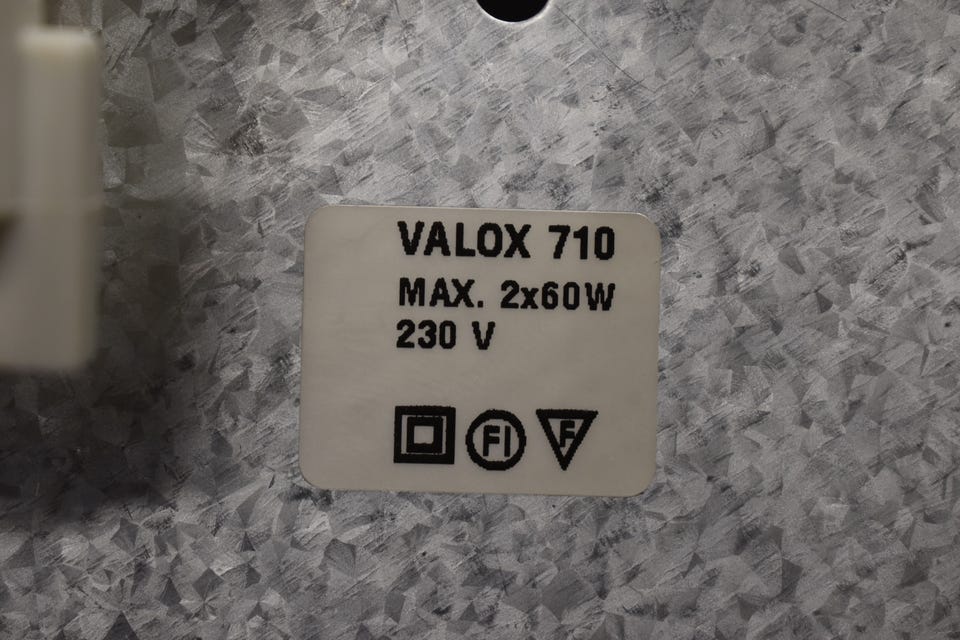 VALOX 710
MAX. 2x60W
230 V
FI F